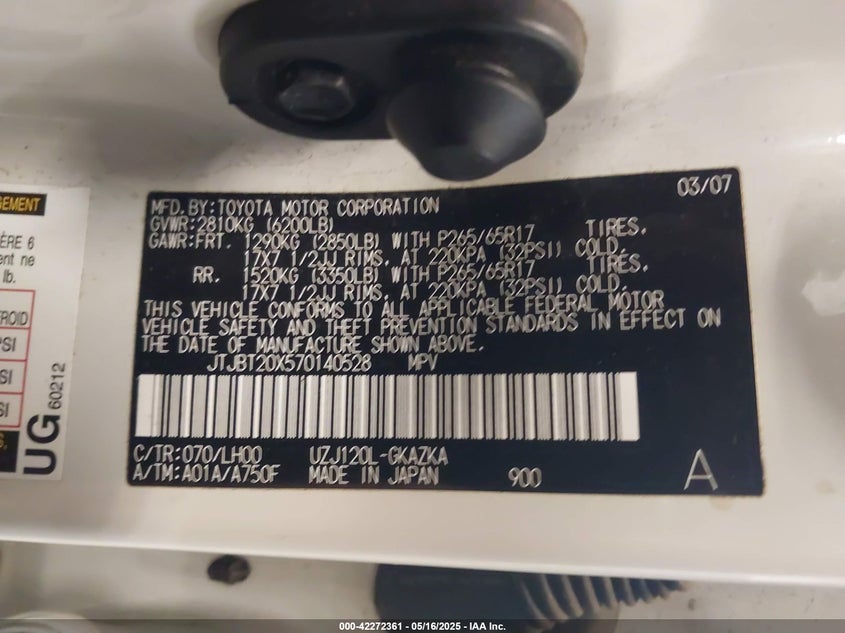 GEMENT
ÈRE 6
ent ne
lb.
ROID
PSI
SI
SI
S.
UG
60212
03/07
MFD. BY: TOYOTA MOTOR CORPORATION
GVWR: 2810KG (6200LB)
GAWR: FRT. 1290KG (2850LB) WITH P265/65R17 TIRES,
17X7 1/2JJ RIMS, AT 220KPA (32PSI) COLD.
RR. 1520KG (3350LB) WITH P265/65R17 TIRES,
17X7 1/2JJ RIMS, AT 220KPA (32PSI) COLD.
THIS VEHICLE CONFORMS TO ALL APPLICABLE FEDERAL MOTOR
VEHICLE SAFETY AND THEFT PREVENTION STANDARDS IN EFFECT ON
THE DATE OF MANUFACTURE SHOWN ABOVE.
JTJBT20X570140528 MPV
C/TR: 070/LH00 UZJ120L-GKAZKA
A/TM: A01A/A750F MADE IN JAPAN 900 A
000-42272361 - 05/16/2025 - IAA Inc.